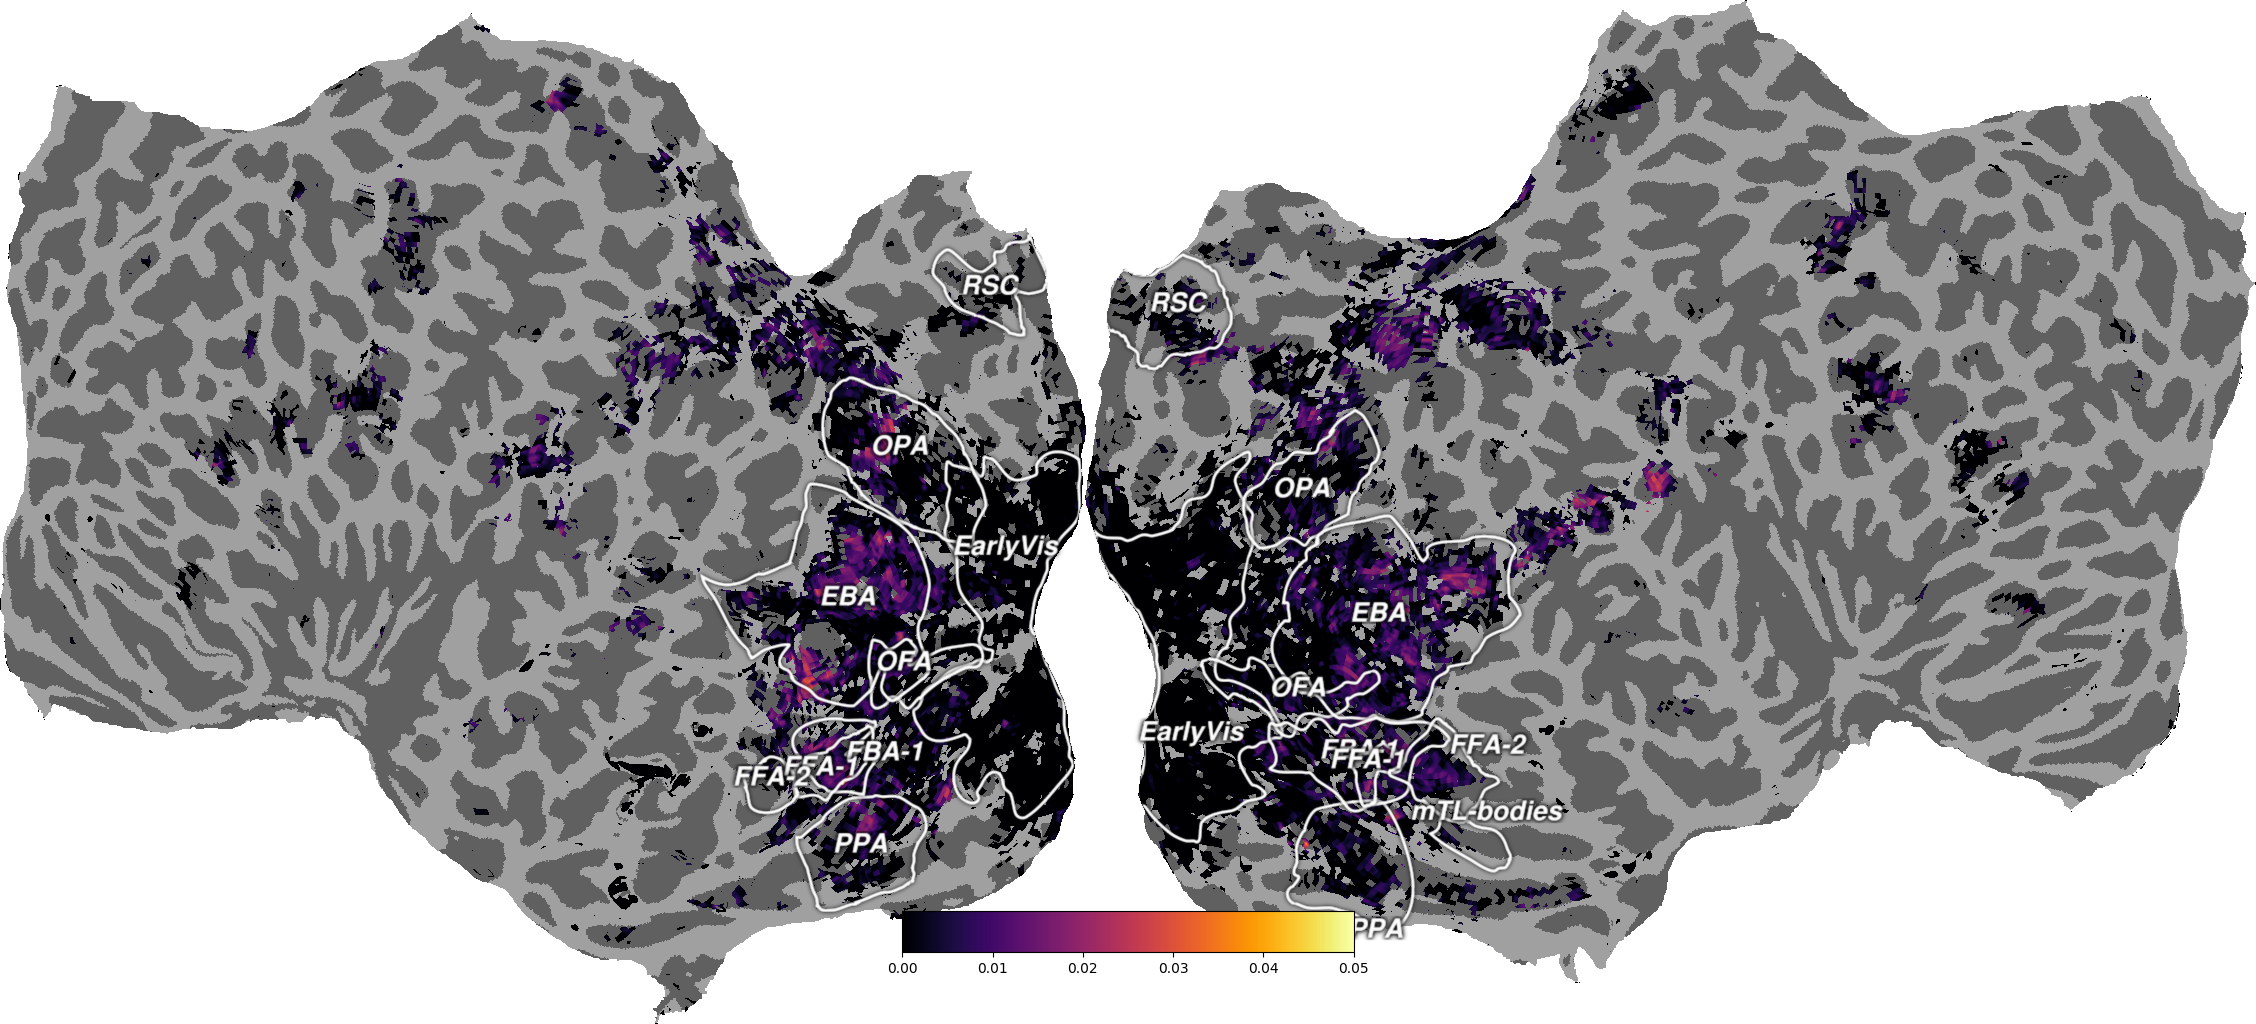 RSC
RSC
OPA
OPA
EarlyVis
EBA
EBA
OFA
OFA
EarlyVis
FBA-1
FFA-1
FFA-2
FBA-1
FFA-1
FFA-2
mTL-bodies
PPA
PPA
0.00 0.01 0.02 0.03 0.04 0.05